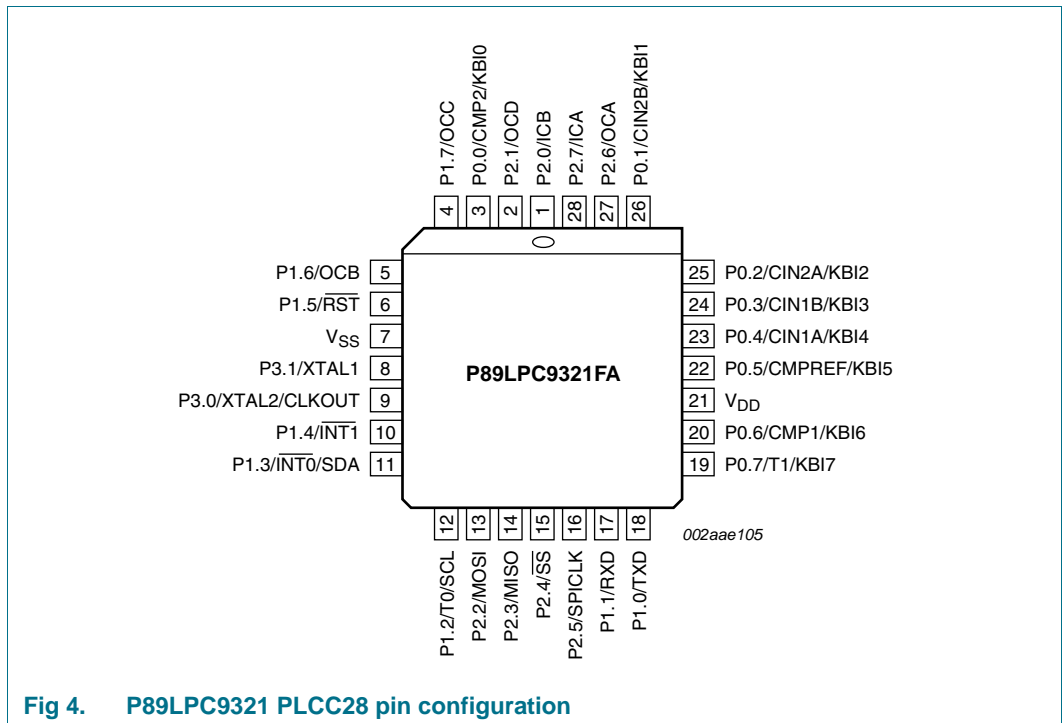 P1.7/OCC
P0.0/CMP2/KBI0
P2.1/OCD
P2.0/ICB
P2.7/ICA
P2.6/OCA
P0.1/CIN2B/KBI1
4
3
2
1
28
27
26
P1.6/OCB 5
P1.5/R̅S̅T̅ 6
VSS 7
P3.1/XTAL1 8
P3.0/XTAL2/CLKOUT 9
P1.4/I̅N̅T̅1̅ 10
P1.3/I̅N̅T̅0̅/SDA 11
P89LPC9321FA
25 P0.2/CIN2A/KBI2
24 P0.3/CIN1B/KBI3
23 P0.4/CIN1A/KBI4
22 P0.5/CMPREF/KBI5
21 VDD
20 P0.6/CMP1/KBI6
19 P0.7/T1/KBI7
12
13
14
15
16
17
18
P1.2/T0/SCL
P2.2/MOSI
P2.3/MISO
P2.4/S̅S̅
P2.5/SPICLK
P1.1/RXD
P1.0/TXD
002aae105
Fig 4. P89LPC9321 PLCC28 pin configuration